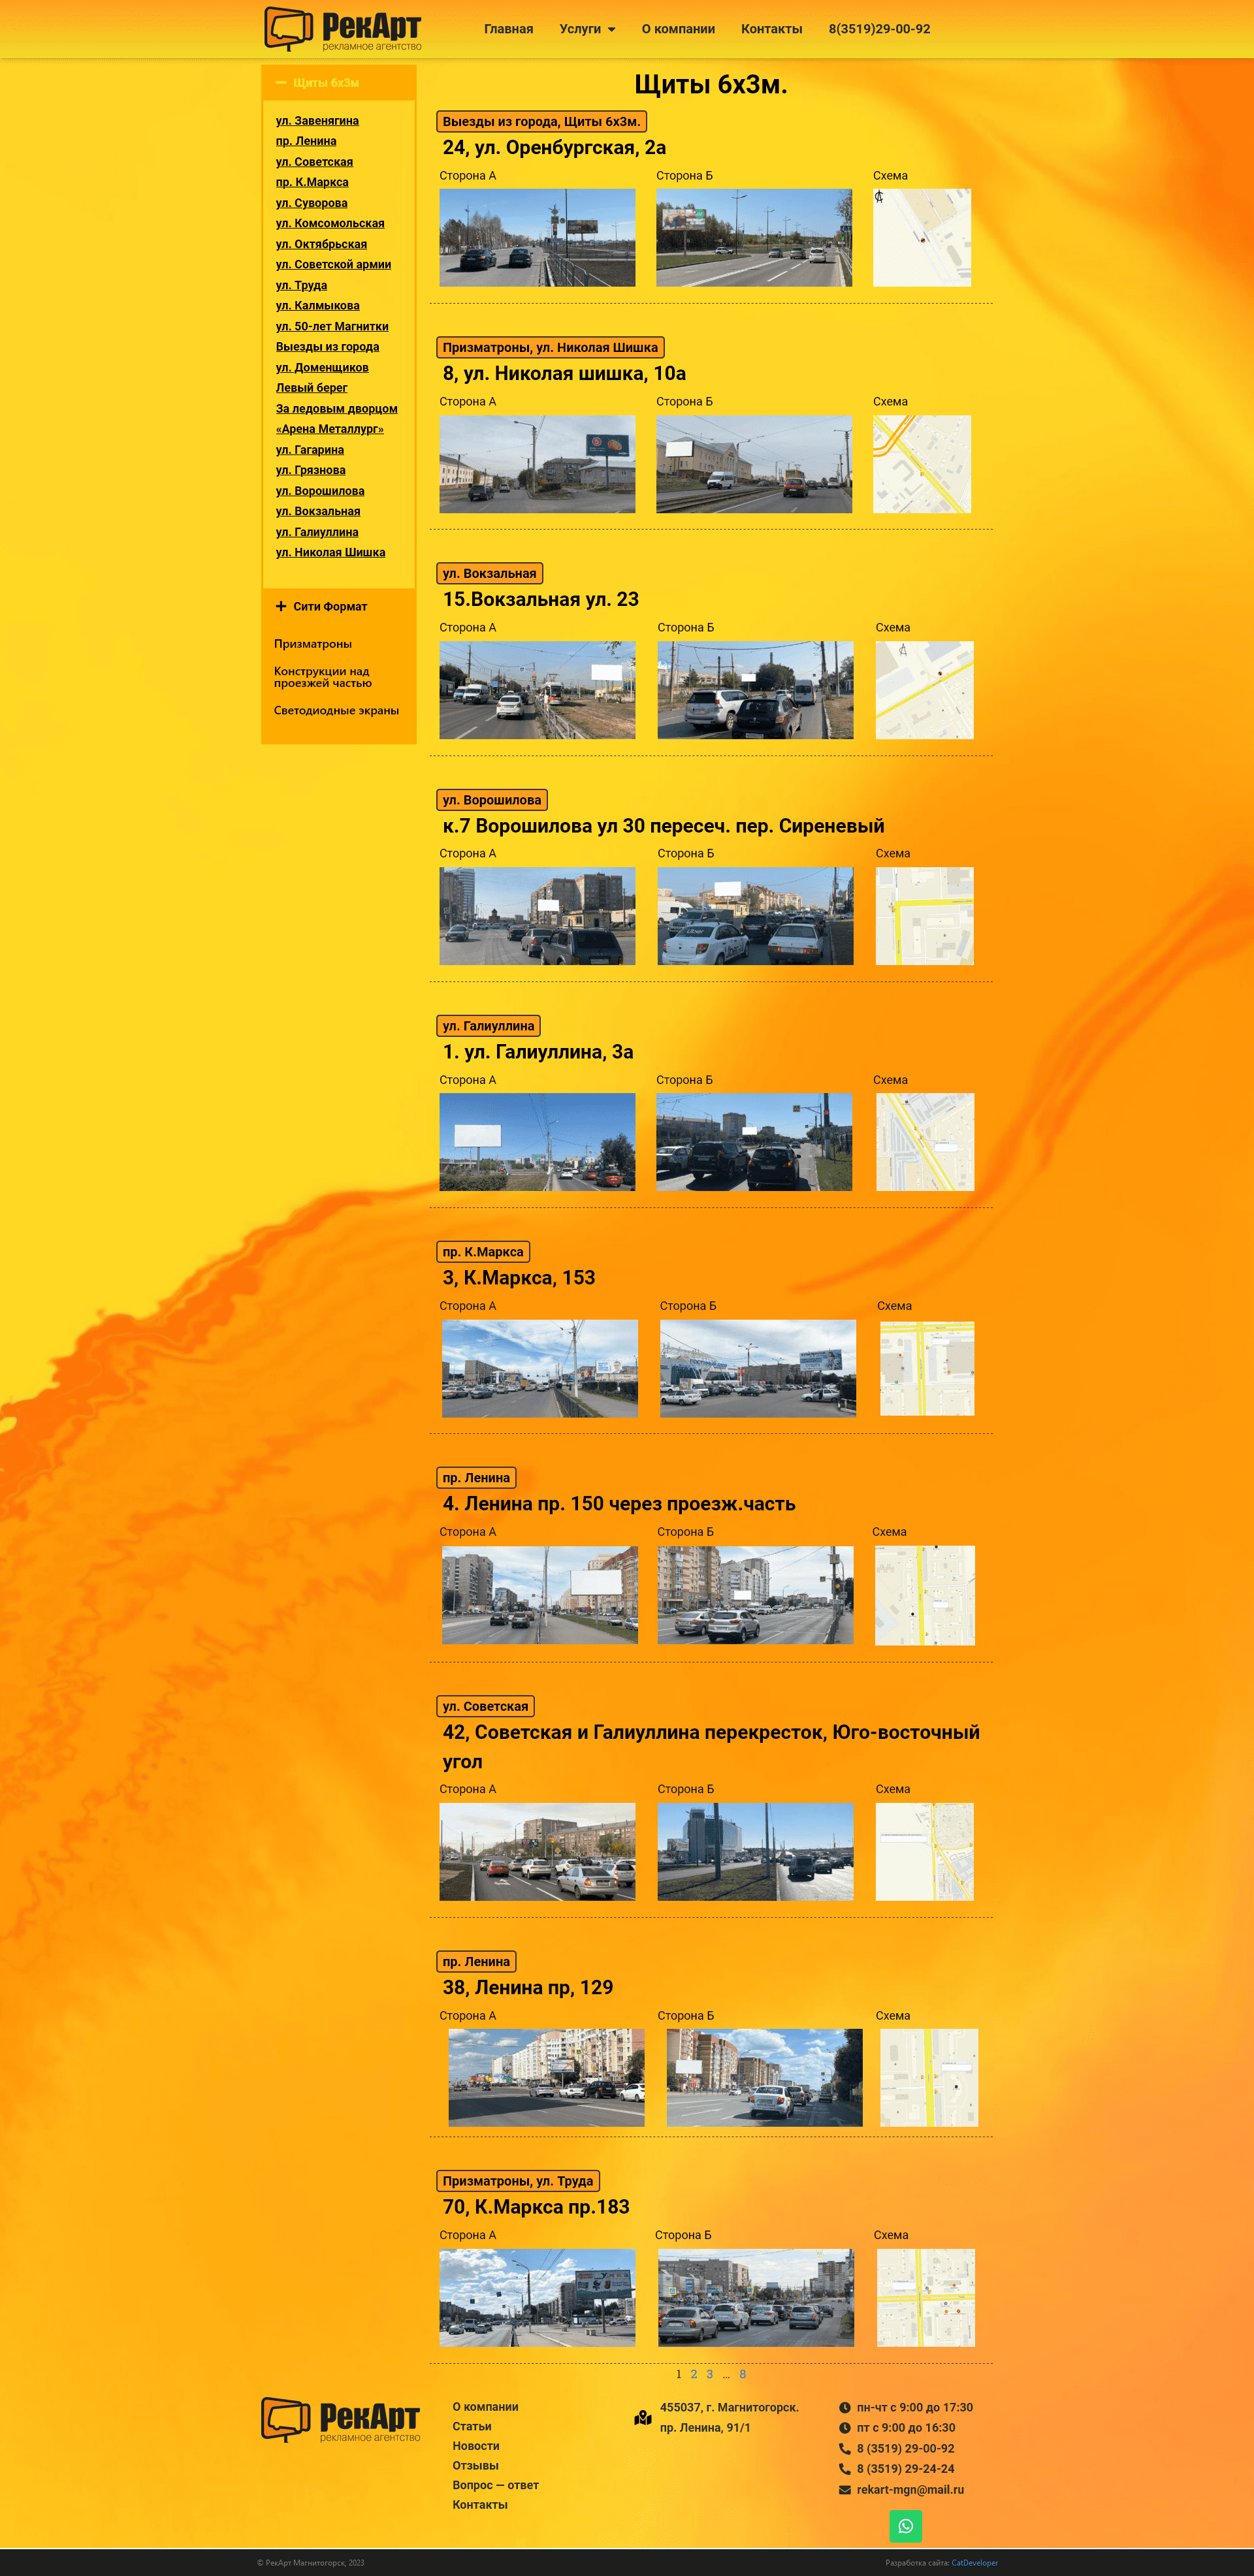 РекАрт
рекламное агентство
Главная
Услуги
О компании
Контакты
8(3519)29-00-92
Щиты 6х3м
ул. Завенягина
пр. Ленина
ул. Советская
пр. К.Маркса
ул. Суворова
ул. Комсомольская
ул. Октябрьская
ул. Советской армии
ул. Труда
ул. Калмыкова
ул. 50-лет Магнитки
Выезды из города
ул. Доменщиков
Левый берег
За ледовым дворцом
«Арена Металлург»
ул. Гагарина
ул. Грязнова
ул. Ворошилова
ул. Вокзальная
ул. Галиуллина
ул. Николая Шишка
Сити Формат
Призматроны
Конструкции над
проезжей частью
Светодиодные экраны
Щиты 6х3м.
Выезды из города, Щиты 6х3м.
24, ул. Оренбургская, 2а
Сторона А
Сторона Б
Схема
Призматроны, ул. Николая Шишка
8, ул. Николая шишка, 10а
Сторона А
Сторона Б
Схема
ул. Вокзальная
15.Вокзальная ул. 23
Сторона А
Сторона Б
Схема
ул. Ворошилова
к.7 Ворошилова ул 30 пересеч. пер. Сиреневый
Сторона А
Сторона Б
Схема
Uber
ул. Галиуллина
1. ул. Галиуллина, 3а
Сторона А
Сторона Б
Схема
пр. К.Маркса
3, К.Маркса, 153
Сторона А
Сторона Б
Схема
ГОСТИНЫЙ ДВОР
пр. Ленина
4. Ленина пр. 150 через проезж.часть
Сторона А
Сторона Б
Схема
ул. Советская
42, Советская и Галиуллина перекресток, Юго-восточный
угол
Сторона А
Сторона Б
Схема
пр. Ленина
38, Ленина пр, 129
Сторона А
Сторона Б
Схема
Призматроны, ул. Труда
70, К.Маркса пр.183
Сторона А
Сторона Б
Схема
1 2 3 … 8
РекАрт
рекламное агентство
О компании
Статьи
Новости
Отзывы
Вопрос — ответ
Контакты
455037, г. Магнитогорск.
пр. Ленина, 91/1
пн-чт с 9:00 до 17:30
пт с 9:00 до 16:30
8 (3519) 29-00-92
8 (3519) 29-24-24
rekart-mgn@mail.ru
© РекАрт Магнитогорск, 2023
Разработка сайта: CatDeveloper